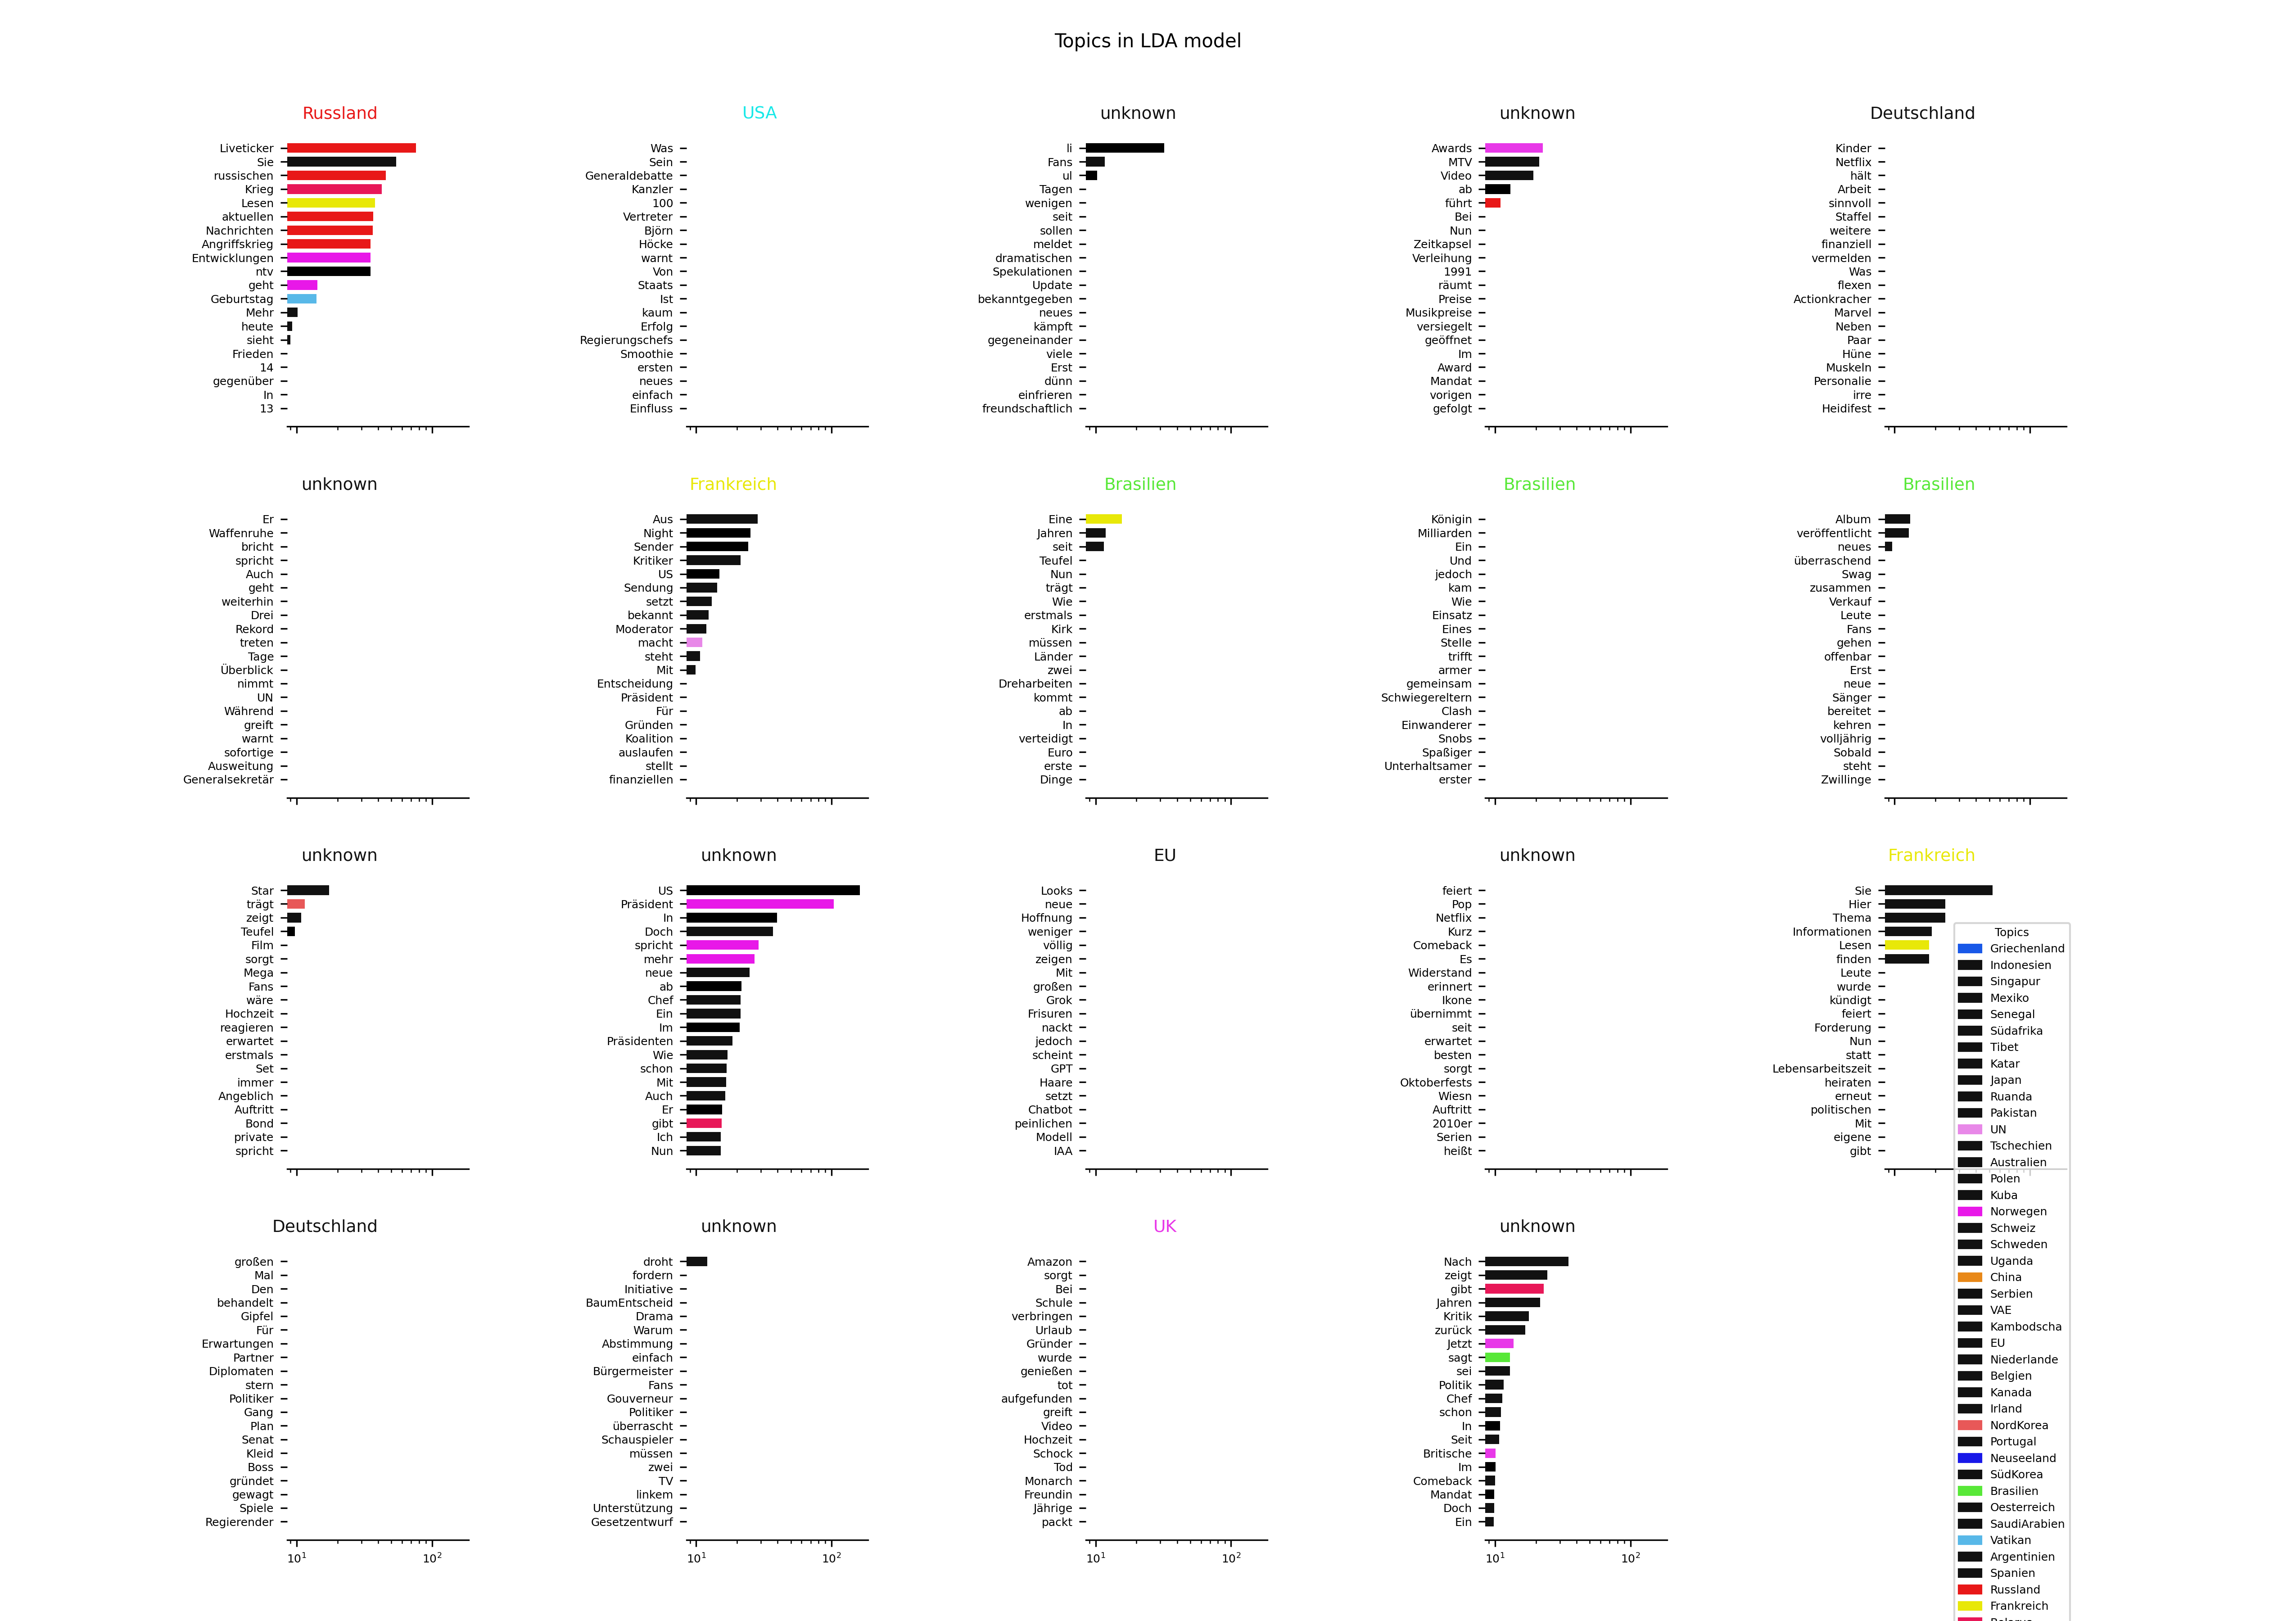 Topics in LDA model
Russland
Liveticker
Sie
russischen
Krieg
Lesen
aktuellen
Nachrichten
Angriffskrieg
Entwicklungen
ntv
geht
Geburtstag
Mehr
heute
sieht
Frieden
14
gegenüber
In
13
USA
Was
Sein
Generaldebatte
Kanzler
100
Vertreter
Björn
Höcke
warnt
Von
Staats
Ist
kaum
Erfolg
Regierungschefs
Smoothie
ersten
neues
einfach
Einfluss
unknown
li
Fans
ul
Tagen
wenigen
seit
sollen
meldet
dramatischen
Spekulationen
Update
bekanntgegeben
neues
kämpft
gegeneinander
viele
Erst
dünn
einfrieren
freundschaftlich
unknown
Awards
MTV
Video
ab
führt
Bei
Nun
Zeitkapsel
Verleihung
1991
räumt
Preise
Musikpreise
versiegelt
geöffnet
Im
Award
Mandat
vorigen
gefolgt
Deutschland
Kinder
Netflix
hält
Arbeit
sinnvoll
Staffel
weitere
finanziell
vermelden
Was
flexen
Actionkracher
Marvel
Neben
Paar
Hüne
Muskeln
Personalie
irre
Heidifest
unknown
Er
Waffenruhe
bricht
spricht
Auch
geht
weiterhin
Drei
Rekord
treten
Tage
Überblick
nimmt
UN
Während
greift
warnt
sofortige
Ausweitung
Generalsekretär
Frankreich
Aus
Night
Sender
Kritiker
US
Sendung
setzt
bekannt
Moderator
macht
steht
Mit
Entscheidung
Präsident
Für
Gründen
Koalition
auslaufen
stellt
finanziellen
Brasilien
Eine
Jahren
seit
Teufel
Nun
trägt
Wie
erstmals
Kirk
müssen
Länder
zwei
Dreharbeiten
kommt
ab
In
verteidigt
Euro
erste
Dinge
Brasilien
Königin
Milliarden
Ein
Und
jedoch
kam
Wie
Einsatz
Eines
Stelle
trifft
armer
gemeinsam
Schwiegereltern
Clash
Einwanderer
Snobs
Spaßiger
Unterhaltsamer
erster
Brasilien
Album
veröffentlicht
neues
überraschend
Swag
zusammen
Verkauf
Leute
Fans
gehen
offenbar
Erst
neue
Sänger
bereitet
kehren
volljährig
Sobald
steht
Zwillinge
unknown
Star
trägt
zeigt
Teufel
Film
sorgt
Mega
Fans
wäre
Hochzeit
reagieren
erwartet
erstmals
Set
immer
Angeblich
Auftritt
Bond
private
spricht
unknown
US
Präsident
In
Doch
spricht
mehr
neue
ab
Chef
Ein
Im
Präsidenten
Wie
schon
Mit
Auch
Er
gibt
Ich
Nun
EU
Looks
neue
Hoffnung
weniger
völlig
zeigen
Mit
großen
Grok
Frisuren
nackt
jedoch
scheint
GPT
Haare
setzt
Chatbot
peinlichen
Modell
IAA
unknown
feiert
Pop
Netflix
Kurz
Comeback
Es
Widerstand
erinnert
Ikone
übernimmt
seit
erwartet
besten
sorgt
Oktoberfests
Wiesn
Auftritt
2010er
Serien
heißt
Frankreich
Sie
Hier
Thema
Informationen
Lesen
finden
Leute
wurde
kündigt
feiert
Forderung
Nun
statt
Lebensarbeitszeit
heiraten
erneut
politischen
Mit
eigene
gibt
Deutschland
großen
Mal
Den
behandelt
Gipfel
Für
Erwartungen
Partner
Diplomaten
stern
Politiker
Gang
Plan
Senat
Kleid
Boss
gründet
gewagt
Spiele
Regierender
10¹ 10²
unknown
droht
fordern
Initiative
BaumEntscheid
Drama
Warum
Abstimmung
einfach
Bürgermeister
Fans
Gouverneur
Politiker
überrascht
Schauspieler
müssen
zwei
TV
linkem
Unterstützung
Gesetzentwurf
10¹ 10²
UK
Amazon
sorgt
Bei
Schule
verbringen
Urlaub
Gründer
wurde
genießen
tot
aufgefunden
greift
Video
Hochzeit
Schock
Tod
Monarch
Freundin
Jährige
packt
10¹ 10²
unknown
Nach
zeigt
gibt
Jahren
Kritik
zurück
Jetzt
sagt
sei
Politik
Chef
schon
In
Seit
Britische
Im
Comeback
Mandat
Doch
Ein
10¹ 10²
Topics
Griechenland
Indonesien
Singapur
Mexiko
Senegal
Südafrika
Tibet
Katar
Japan
Ruanda
Pakistan
UN
Tschechien
Australien
Polen
Kuba
Norwegen
Schweiz
Schweden
Uganda
China
Serbien
VAE
Kambodscha
EU
Niederlande
Belgien
Kanada
Irland
NordKorea
Portugal
Neuseeland
SüdKorea
Brasilien
Oesterreich
SaudiArabien
Vatikan
Argentinien
Spanien
Russland
Frankreich